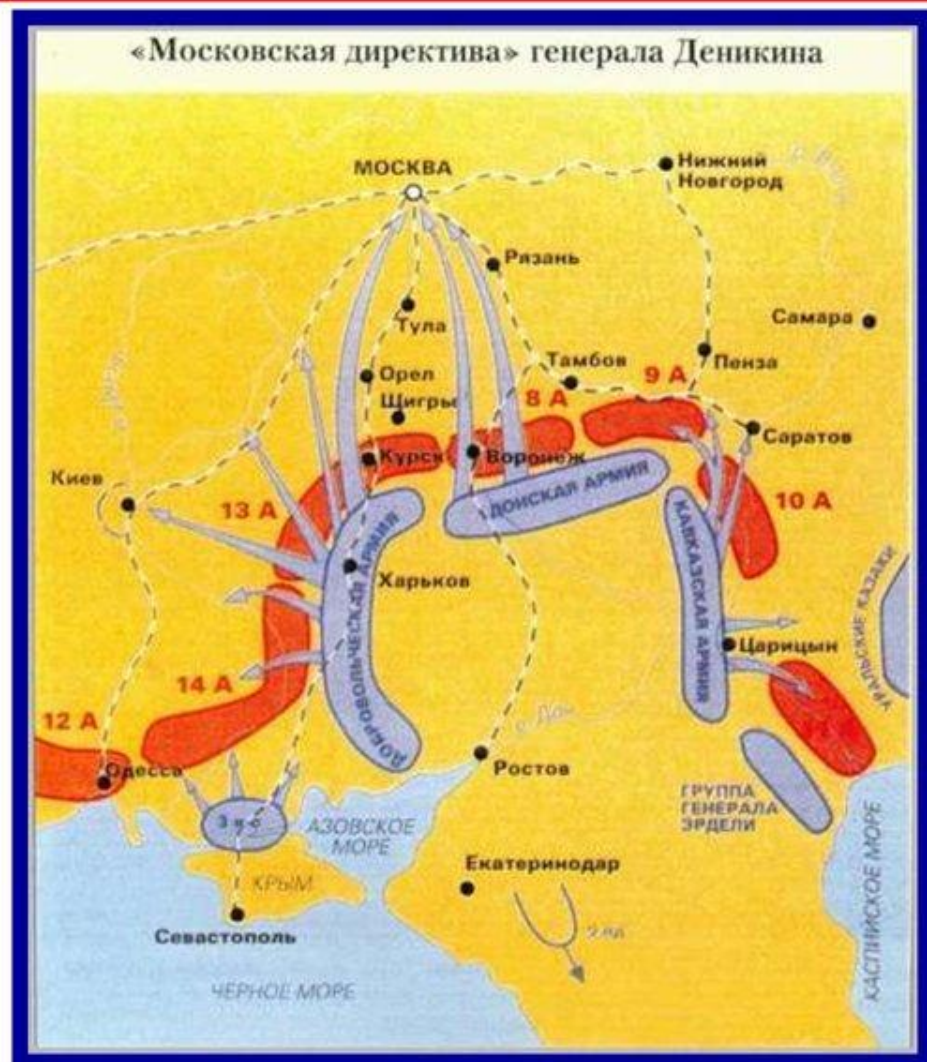 «Московская директива» генерала Деникина
МОСКВА
Нижний
Новгород
Рязань
Тула
Самара
Орел
Тамбов
Пенза
Щигры
8 А
9 А
Саратов
Киев
Курск
Воронеж
13 А
ДОНСКАЯ АРМИЯ
10 А
КАВКАЗСКАЯ АРМИЯ
Харьков
ДОБРОВОЛЬЧЕСКАЯ АРМИЯ
Царицын
УРАЛЬСКИЕ КАЗАКИ
14 А
12 А
р. Дон
Одесса
Ростов
ГРУППА
ГЕНЕРАЛА
ЭРДЕЛИ
АЗОВСКОЕ
МОРЕ
Екатеринодар
КРЫМ
Севастополь
ЧЕРНОЕ МОРЕ
КАСПИЙСКОЕ МОРЕ